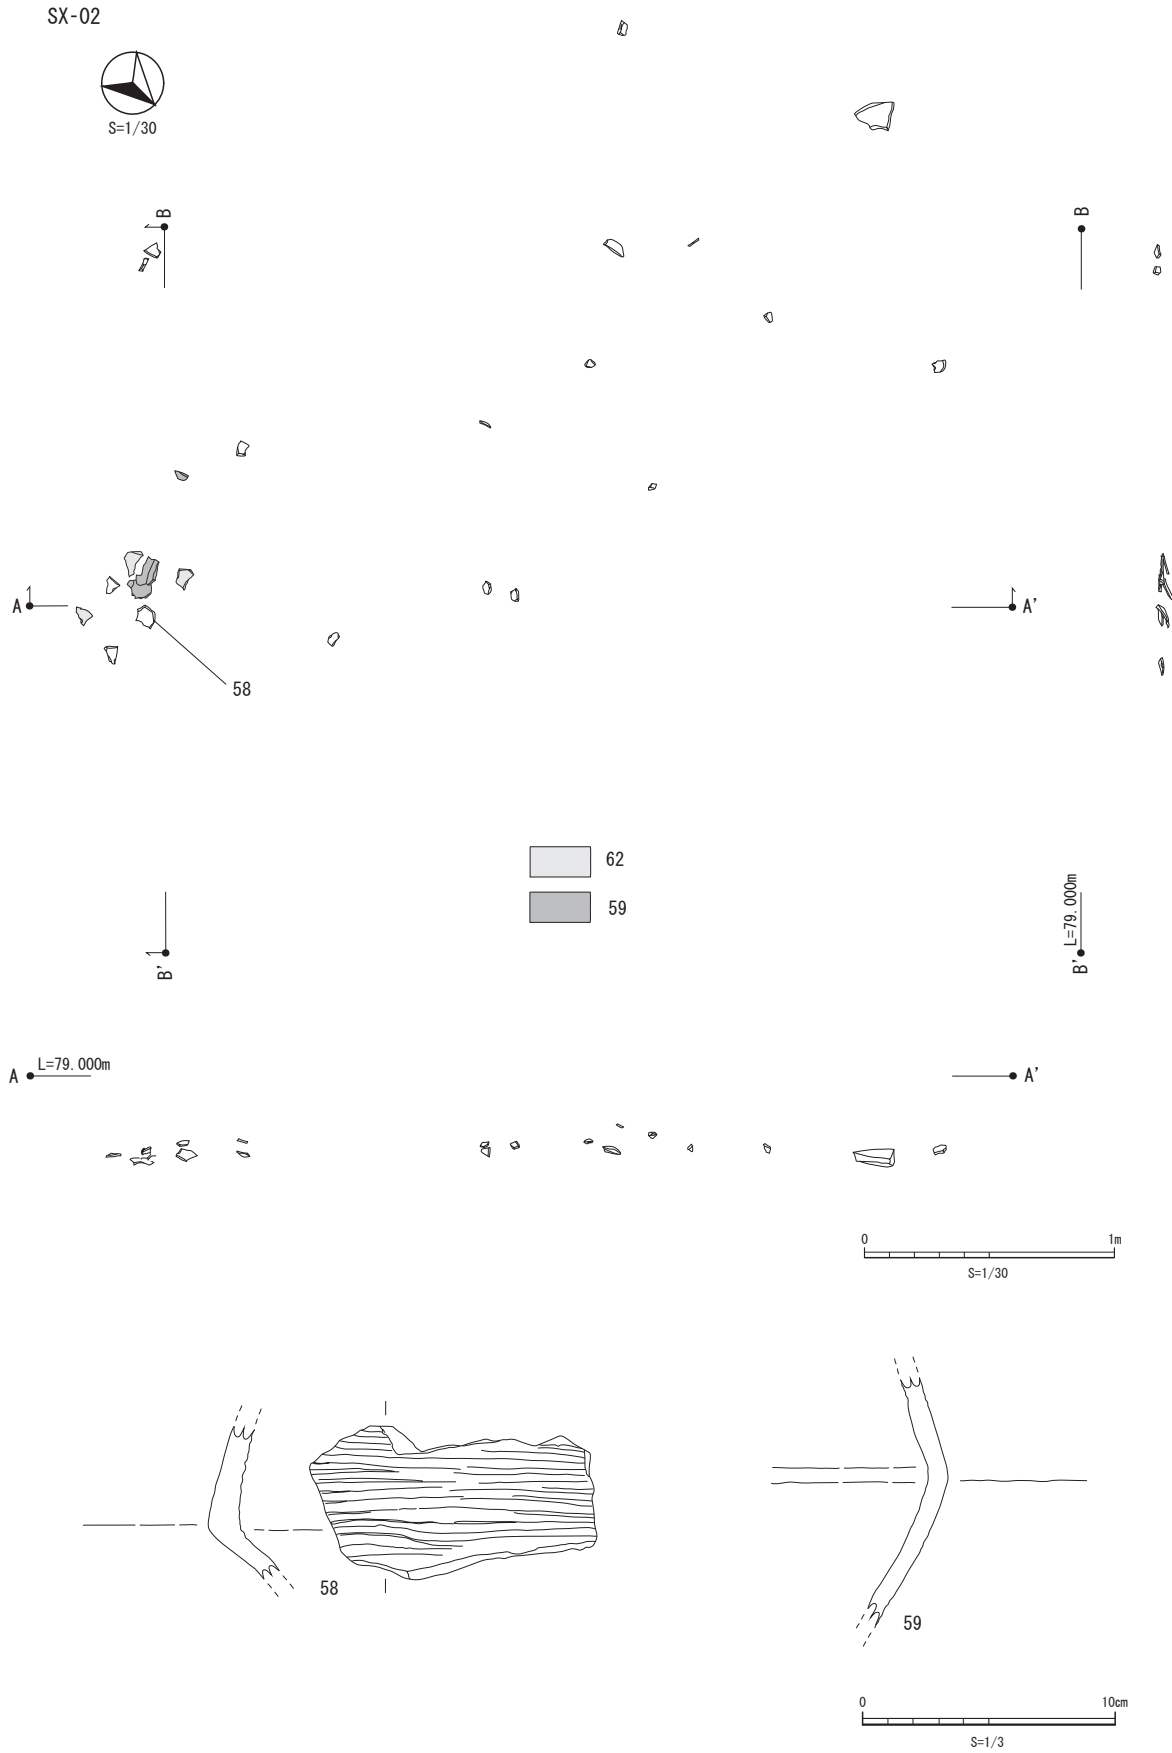 SX-02
S=1/30
B
B
A
A'
58
62
59
B'
L=79.000m
B'
A
L=79.000m
A'
0 1m
S=1/30
58
59
0 10cm
S=1/3